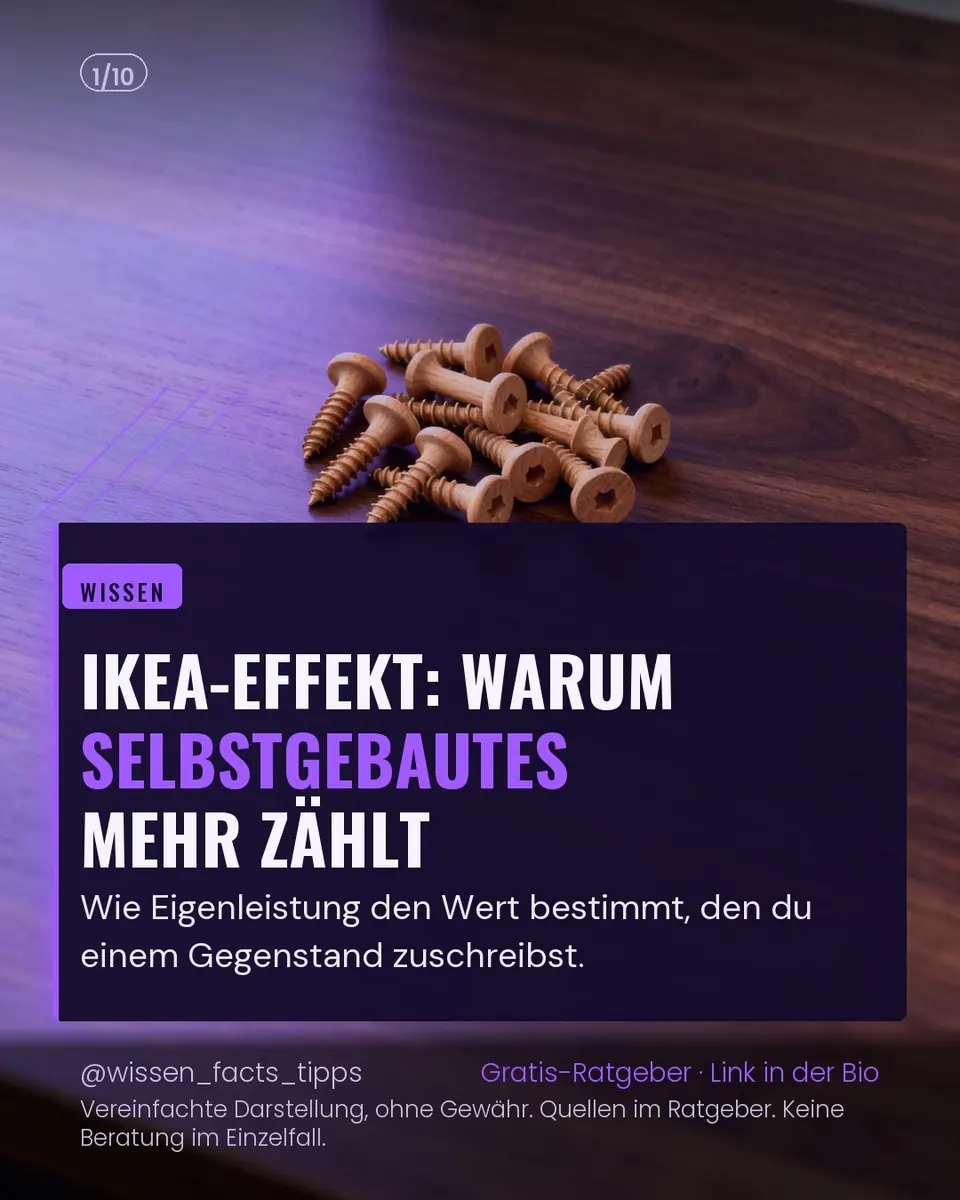 1/10
WISSEN
IKEA-EFFEKT: WARUM
SELBSTGEBAUTES
MEHR ZÄHLT
Wie Eigenleistung den Wert bestimmt, den du
einem Gegenstand zuschreibst.
@wissen_facts_tipps
Gratis-Ratgeber · Link in der Bio
Vereinfachte Darstellung, ohne Gewähr. Quellen im Ratgeber. Keine
Beratung im Einzelfall.